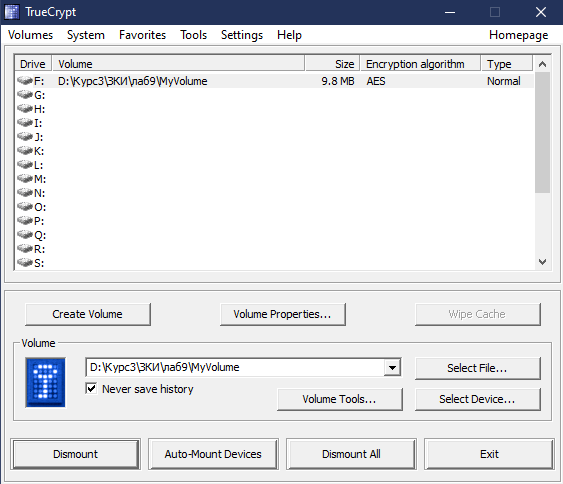 TrueCrypt
Volumes System Favorites Tools Settings Help Homepage
Drive Volume Size Encryption algorithm Type
F: D:\Курс3\ЗКИ\лаб9\MyVolume 9.8 MB AES Normal
G:
H:
I:
J:
K:
L:
M:
N:
O:
P:
Q:
R:
S:
Create Volume Volume Properties... Wipe Cache
Volume
D:\Курс3\ЗКИ\лаб9\MyVolume Select File...
Never save history
Volume Tools... Select Device...
Dismount Auto-Mount Devices Dismount All Exit